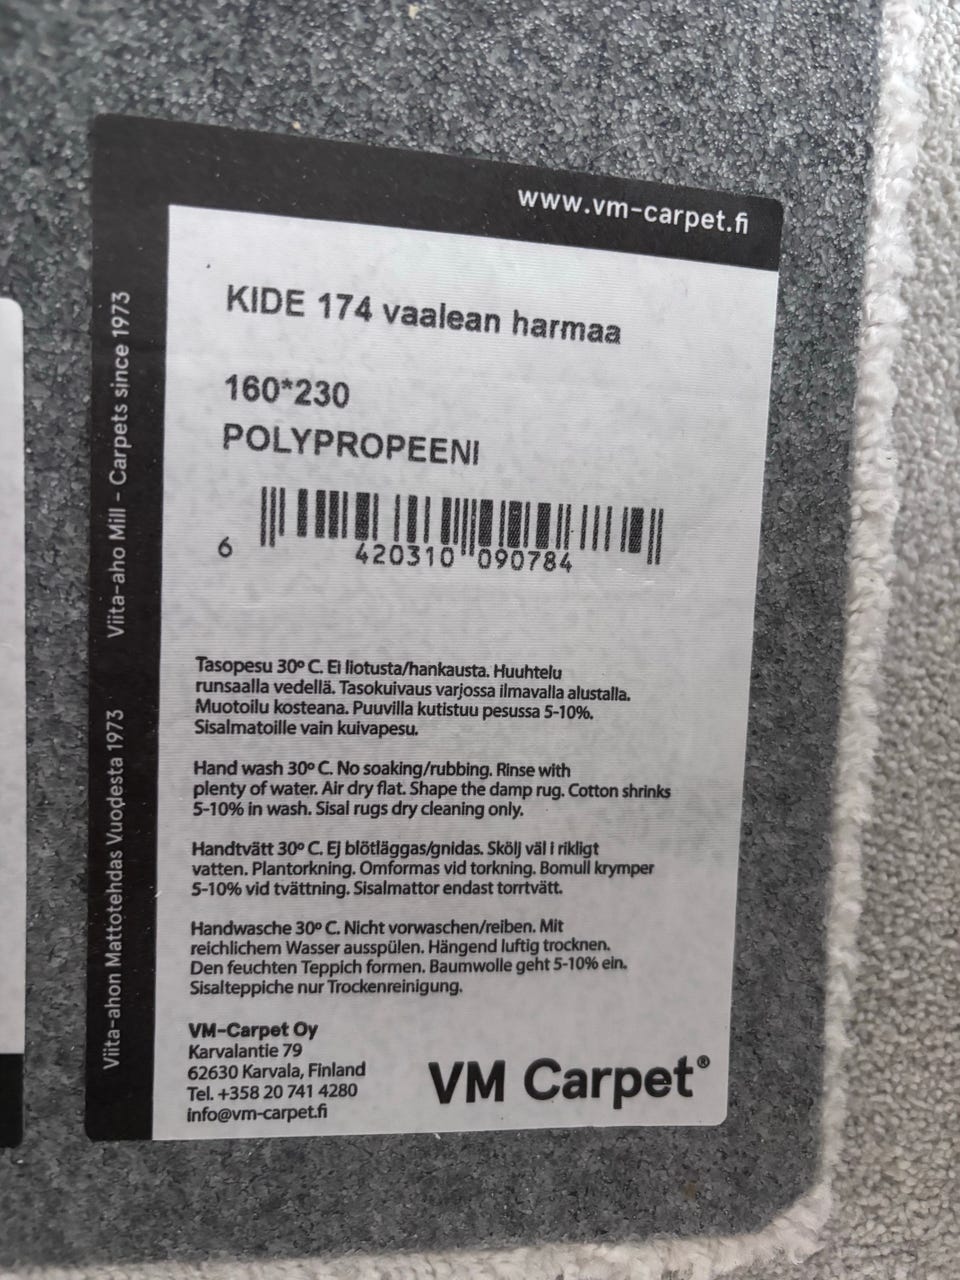 www.vm-carpet.fi
Viita-ahon Mattotehdas Vuodesta 1973
Viita-aho Mill – Carpets since 1973
KIDE 174 vaalean harmaa
160*230
POLYPROPEENI
6 420310 090784
Tasopesu 30º C. Ei liotusta/hankausta. Huuhtelu
runsaalla vedellä. Tasokuivaus varjossa ilmavalla alustalla.
Muotoilu kosteana. Puuvilla kutistuu pesussa 5-10%.
Sisalmatoille vain kuivapesu.
Hand wash 30º C. No soaking/rubbing. Rinse with
plenty of water. Air dry flat. Shape the damp rug. Cotton shrinks
5-10% in wash. Sisal rugs dry cleaning only.
Handtvätt 30º C. Ej blötläggas/gnidas. Skölj väl i rikligt
vatten. Plantorkning. Omformas vid torkning. Bomull krymper
5-10% vid tvättning. Sisalmattor endast torrtvätt.
Handwasche 30º C. Nicht vorwaschen/reiben. Mit
reichlichem Wasser ausspülen. Hängend luftig trocknen.
Den feuchten Teppich formen. Baumwolle geht 5-10% ein.
Sisalteppiche nur Trockenreinigung.
VM-Carpet Oy
Karvalantie 79
62630 Karvala, Finland
Tel. +358 20 741 4280
info@vm-carpet.fi
VM Carpet®